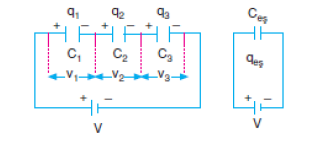 q₁ q₂ q₃
+ − + − + −
C₁ C₂ C₃
V₁ V₂ V₃
+ −
V
Cₑş
qₑş
+ −
V